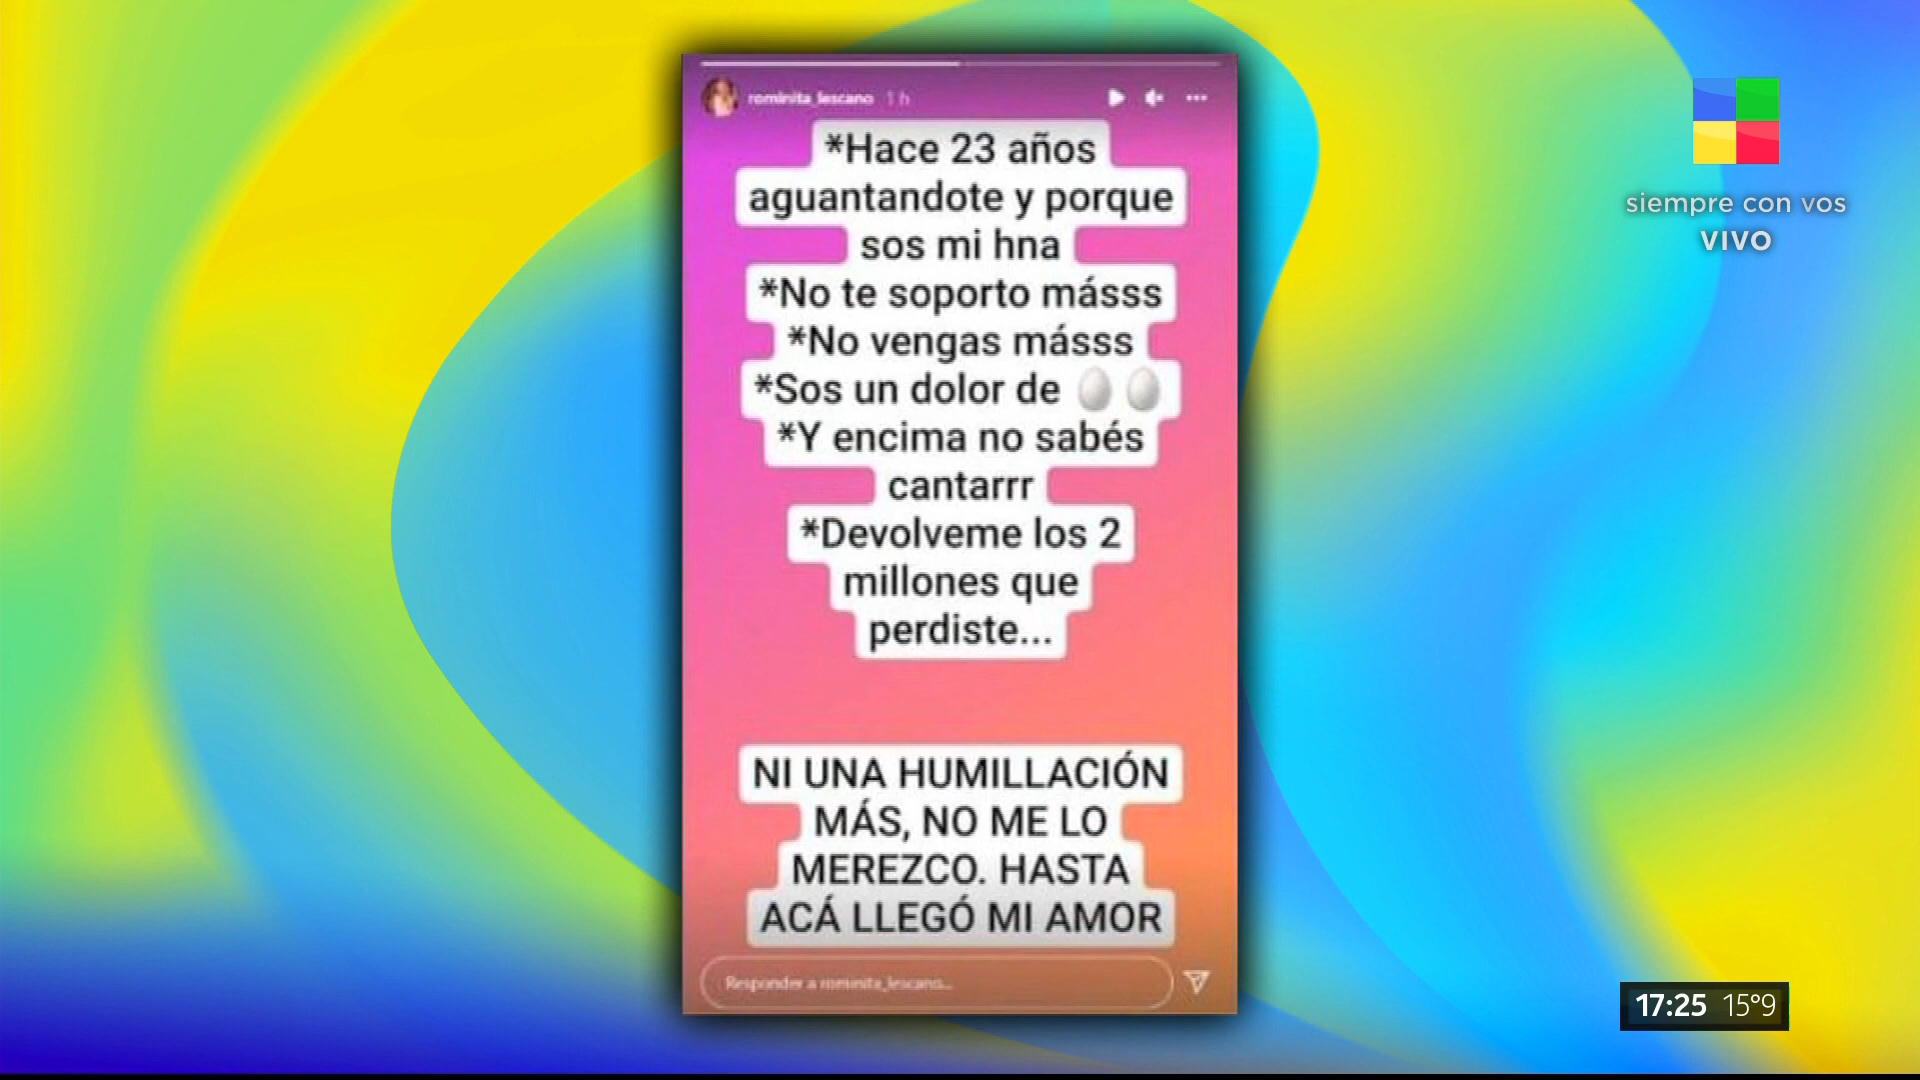 rominita_lescano 1 h
*Hace 23 años
aguantandote y porque
sos mi hna
*No te soporto másss
*No vengas másss
*Sos un dolor de 🥚🥚
*Y encima no sabés
cantarrr
*Devolveme los 2
millones que
perdiste...
NI UNA HUMILLACIÓN
MÁS, NO ME LO
MEREZCO. HASTA
ACÁ LLEGÓ MI AMOR
Responder a rominita_lescano...
siempre con vos
VIVO
17:25 15°9